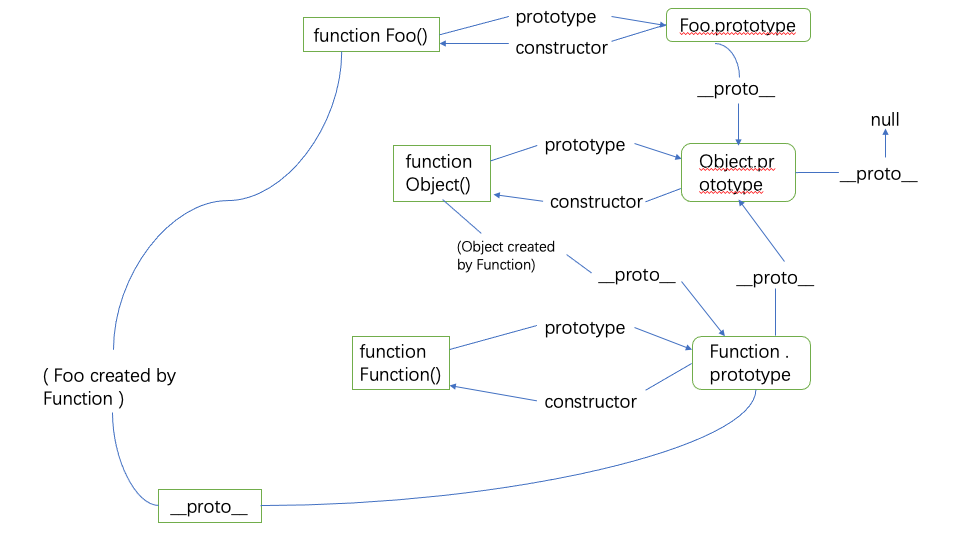 prototype
function Foo()
Foo.prototype
constructor
__proto__
null
prototype
function
Object()
Object.pr
ototype
__proto__
constructor
(Object created
by Function)
__proto__
__proto__
prototype
function
Function()
Function .
prototype
constructor
( Foo created by
Function )
__proto__